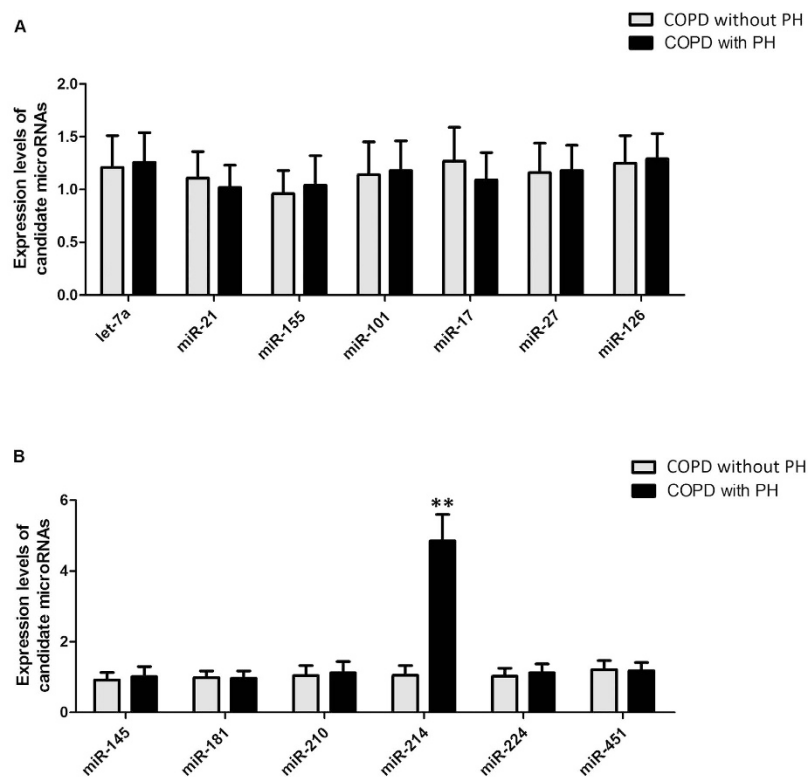 A
COPD without PH
COPD with PH
Expression levels of
candidate microRNAs
2.0
1.5
1.0
0.5
0.0
let-7a
miR-21
miR-155
miR-101
miR-17
miR-27
miR-126
B
COPD without PH
COPD with PH
Expression levels of
candidate microRNAs
6
4
2
0
**
miR-145
miR-181
miR-210
miR-214
miR-224
miR-451